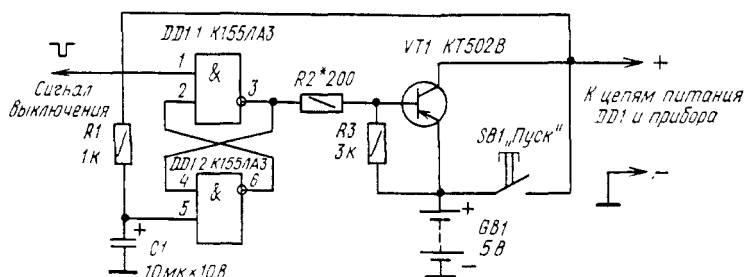 DD1.1 К155ЛА3
VT1 КТ502В
1
&
3
R2*200
+
Сигнал
выключения
2
К цепям питания
DD1 и прибора
R1
1к
R3
3к
SB1 „Пуск“
DD1.2 К155ЛА3
4
&
6
5
-
+
C1
10мк×10В
+
GB1
5В
-